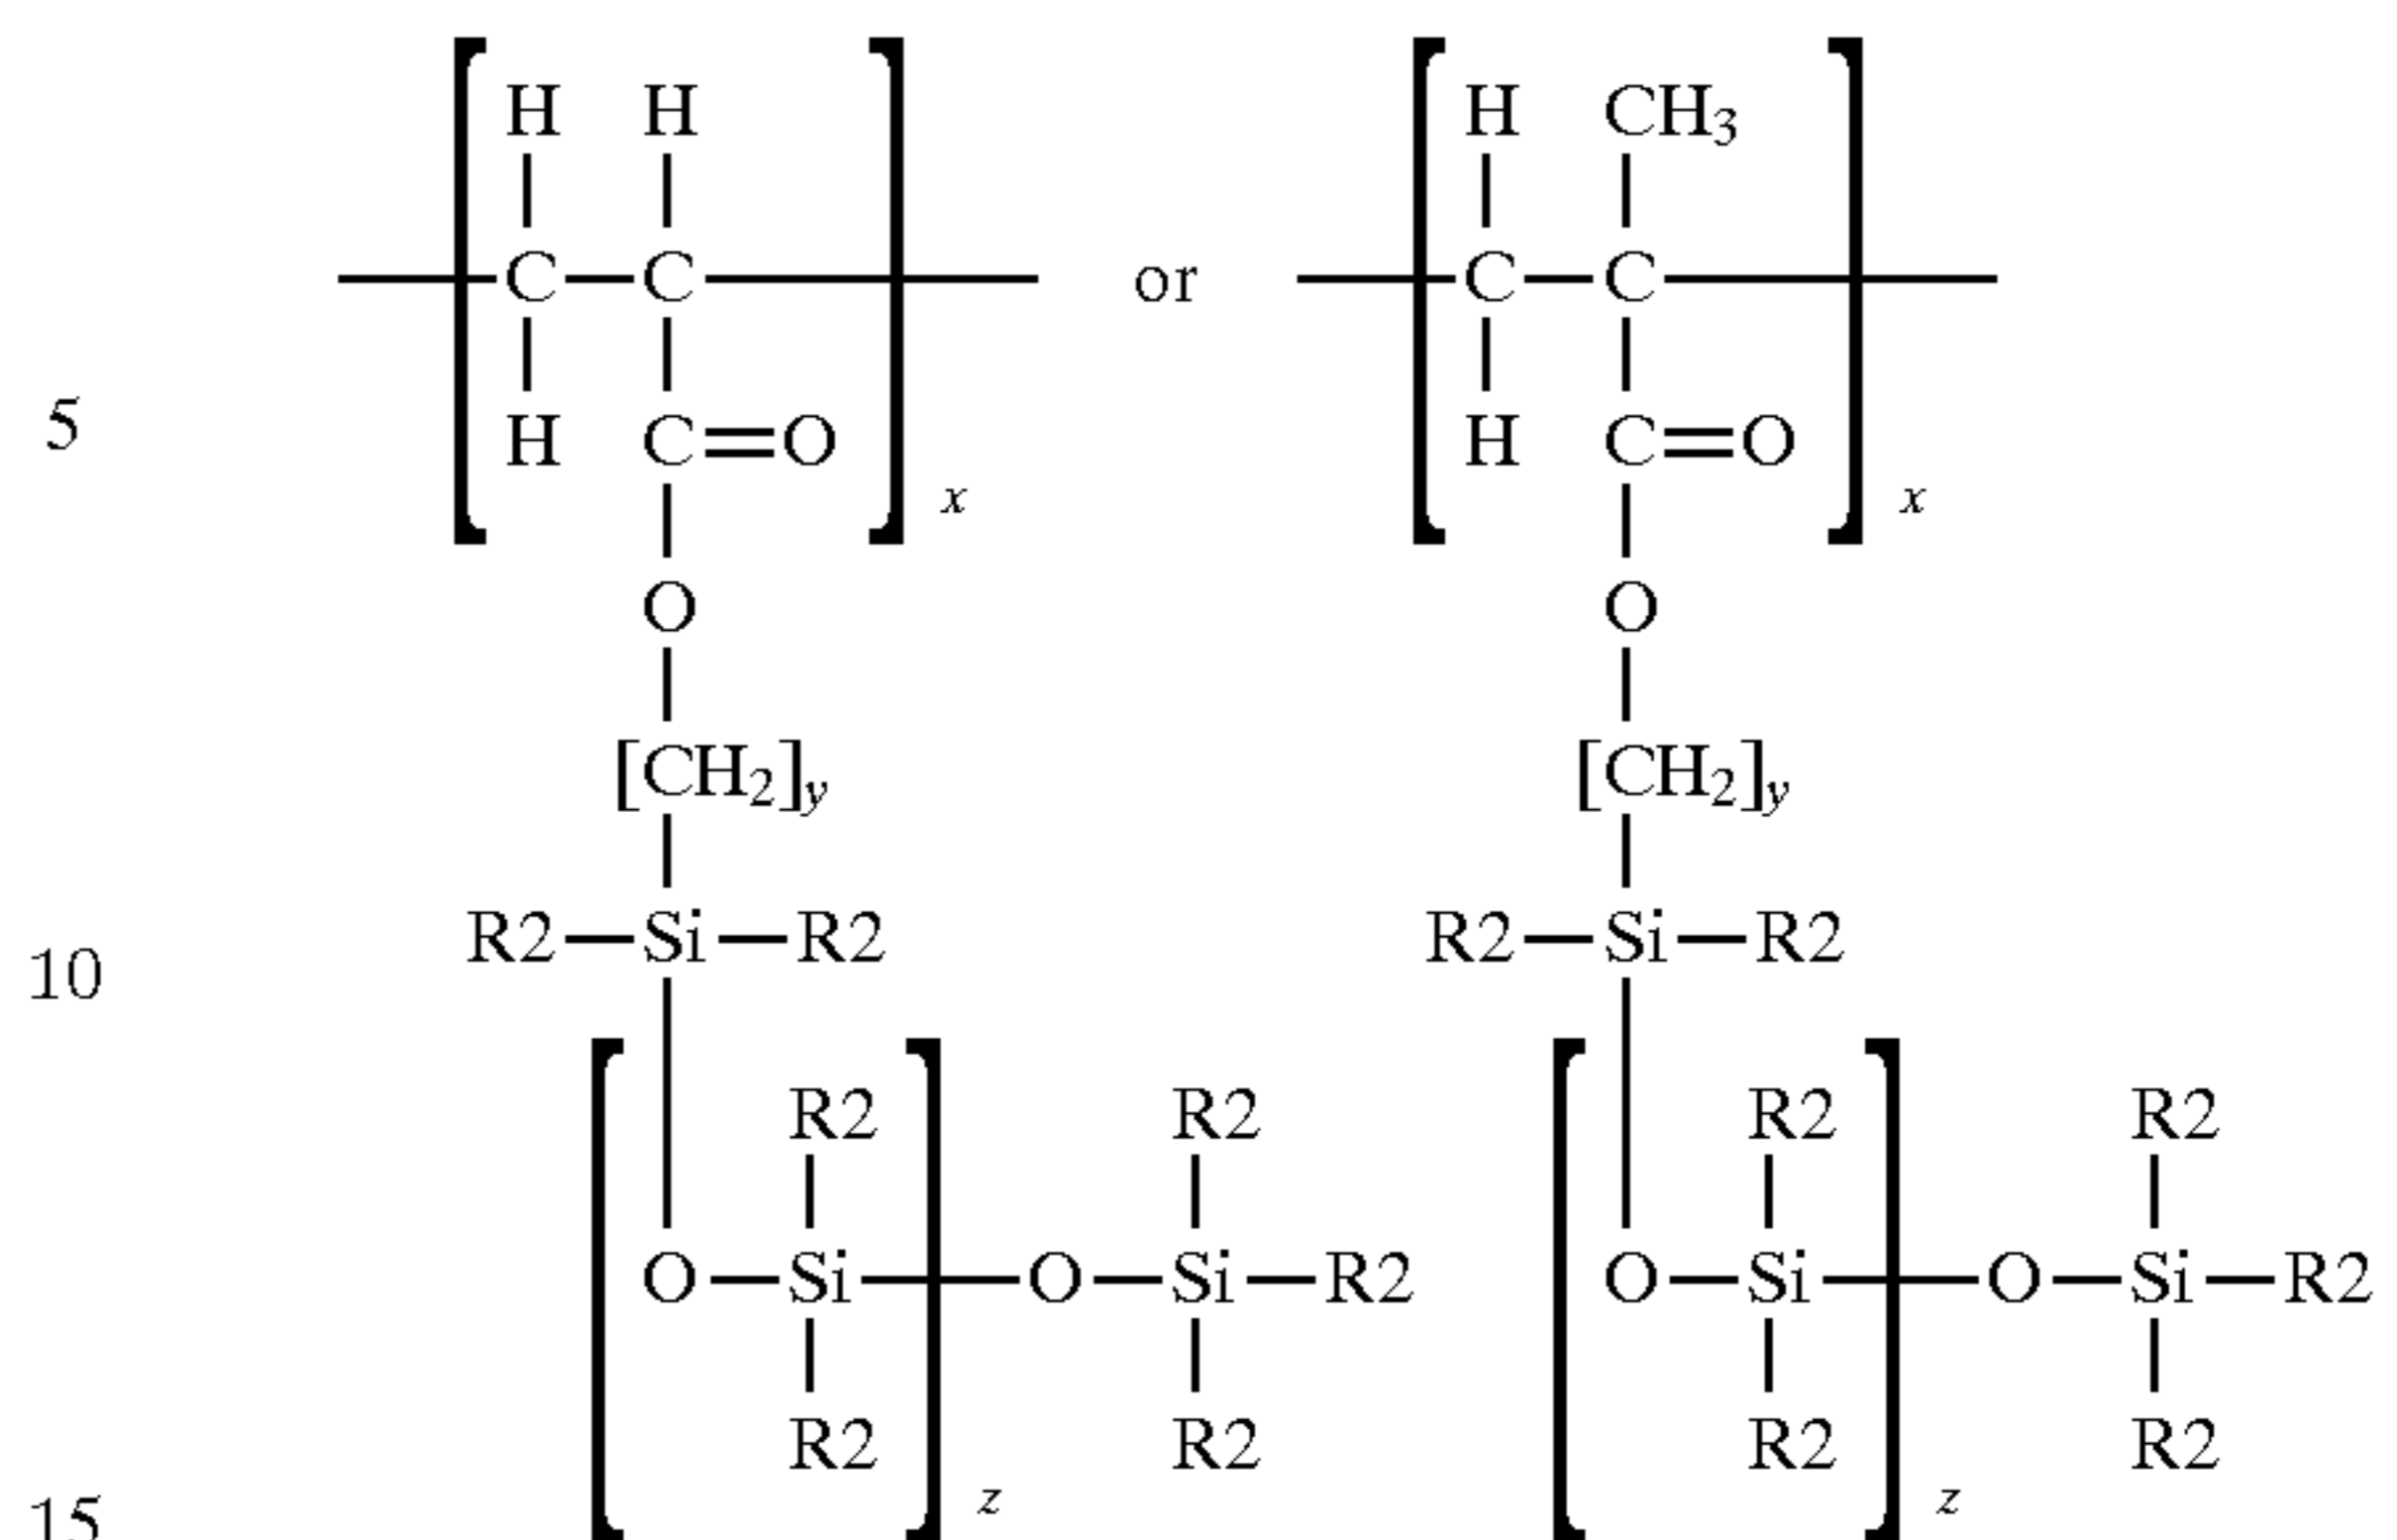 H H H CH3
C C or C C
5 H C=O x H C=O x
O O
[CH2]y [CH2]y
10 R2 Si R2 R2 Si R2
R2 R2 R2 R2
O Si O Si R2 O Si O Si R2
R2 R2 R2 R2
15 z z